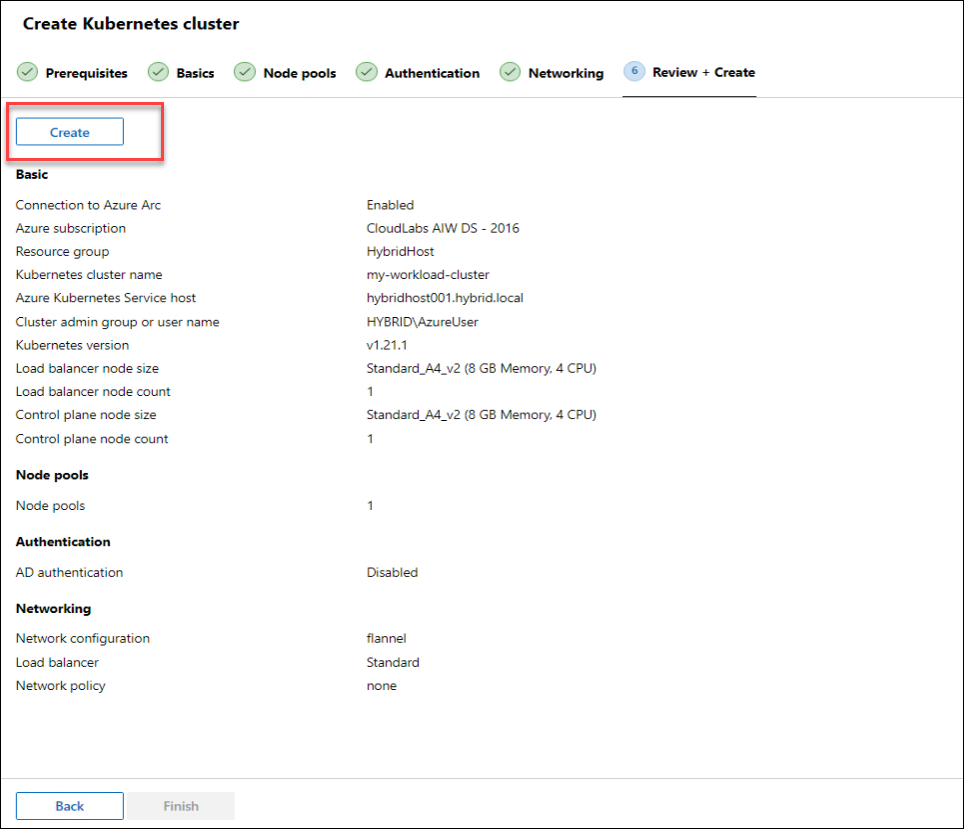 Create Kubernetes cluster
Prerequisites Basics Node pools Authentication Networking 6 Review + Create
Create
Basic
Connection to Azure Arc Enabled
Azure subscription CloudLabs AIW DS - 2016
Resource group HybridHost
Kubernetes cluster name my-workload-cluster
Azure Kubernetes Service host hybridhost001.hybrid.local
Cluster admin group or user name HYBRID\AzureUser
Kubernetes version v1.21.1
Load balancer node size Standard_A4_v2 (8 GB Memory, 4 CPU)
Load balancer node count 1
Control plane node size Standard_A4_v2 (8 GB Memory, 4 CPU)
Control plane node count 1
Node pools
Node pools 1
Authentication
AD authentication Disabled
Networking
Network configuration flannel
Load balancer Standard
Network policy none
Back Finish